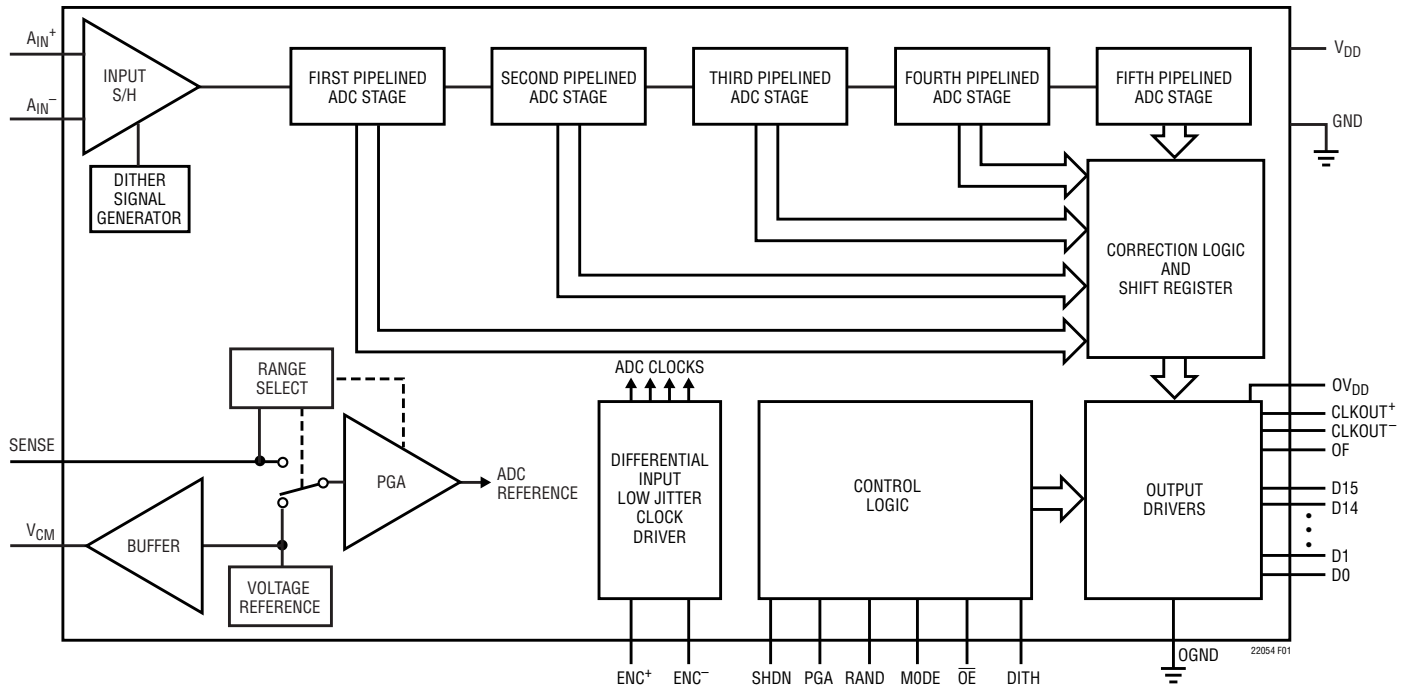 AIN+
AIN−
INPUT
S/H
DITHER
SIGNAL
GENERATOR
FIRST PIPELINED
ADC STAGE
SECOND PIPELINED
ADC STAGE
THIRD PIPELINED
ADC STAGE
FOURTH PIPELINED
ADC STAGE
FIFTH PIPELINED
ADC STAGE
VDD
GND
CORRECTION LOGIC
AND
SHIFT REGISTER
RANGE
SELECT
SENSE
PGA
ADC
REFERENCE
VCM
BUFFER
VOLTAGE
REFERENCE
ADC CLOCKS
DIFFERENTIAL
INPUT
LOW JITTER
CLOCK
DRIVER
CONTROL
LOGIC
OUTPUT
DRIVERS
OVDD
CLKOUT+
CLKOUT−
OF
D15
D14
D1
D0
ENC+
ENC−
SHDN
PGA
RAND
MODE
O̅E̅
DITH
OGND
22054 F01